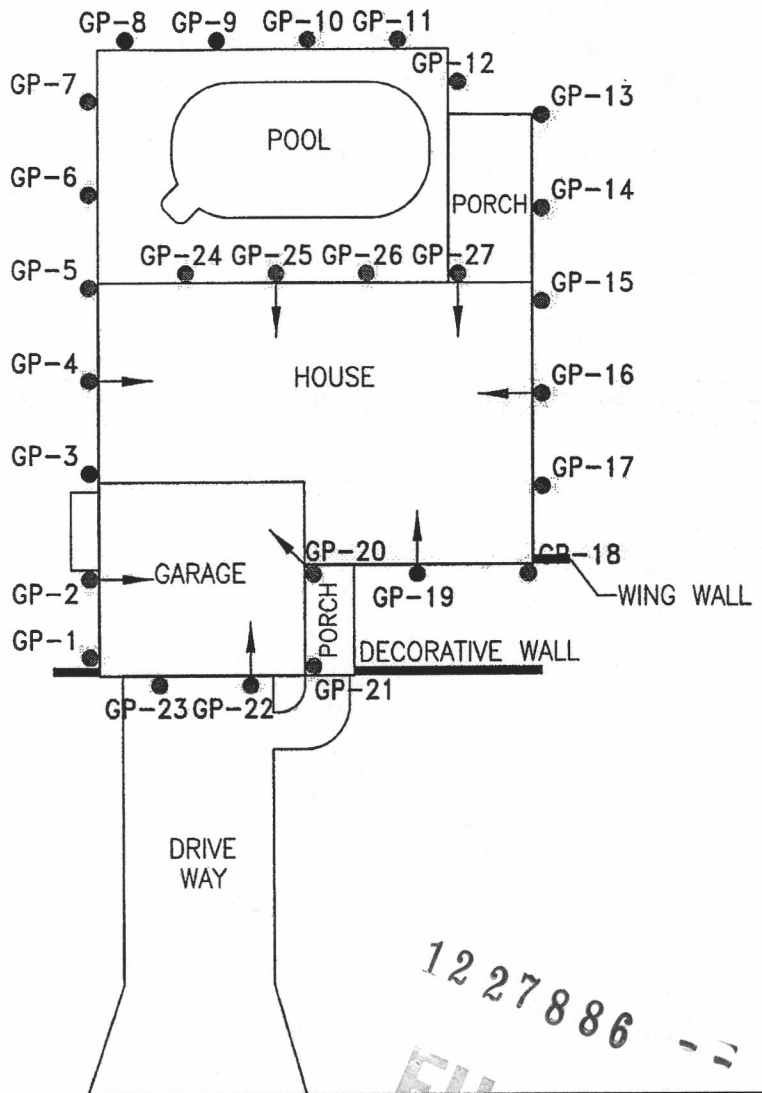 GP-8
GP-9
GP-10
GP-11
GP-12
GP-7
GP-13
POOL
GP-6
PORCH
GP-14
GP-24
GP-25
GP-26
GP-27
GP-5
GP-15
GP-4
HOUSE
GP-16
GP-3
GP-17
GP-20
GP-18
GARAGE
GP-2
GP-19
WING WALL
PORCH
GP-1
DECORATIVE WALL
GP-23
GP-22
GP-21
DRIVE
WAY
1227886 --